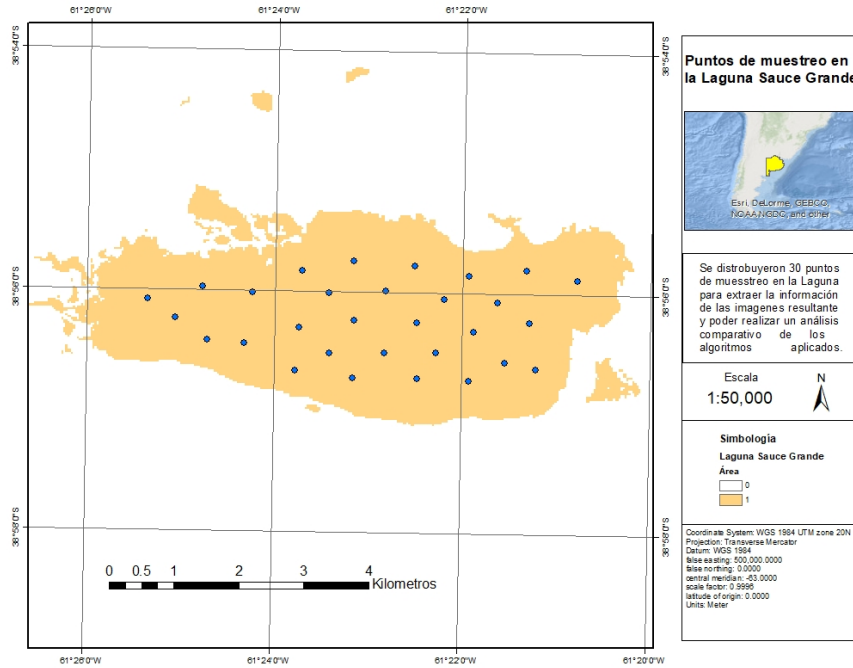 61°26'0"W 61°24'0"W 61°22'0"W
38°54'0"S 38°54'0"S
38°56'0"S 38°56'0"S
38°58'0"S 38°58'0"S
0 0.5 1 2 3 4
Kilometros
61°26'0"W 61°24'0"W 61°22'0"W 61°20'0"W
Puntos de muestreo en
la Laguna Sauce Grande
Esri, DeLorme, GEBCO,
NOAANGDC, and other
Se distrobuyeron 30 puntos
de muesstreo en la Laguna
para extraer la información
de las imagenes resultante
y poder realizar un análisis
comparativo de los
algoritmos aplicados.
Escala
1:50,000
N
Simbología
Laguna Sauce Grande
Área
0
1
Coordinate System: WGS 1984 UTM zone 20N
Projection: Transverse Mercator
Datum: WGS 1984
false easting: 500,000.0000
false northing: 0.0000
central meridian: -63.0000
scale factor: 0.9996
latitude of origin: 0.0000
Units: Meter